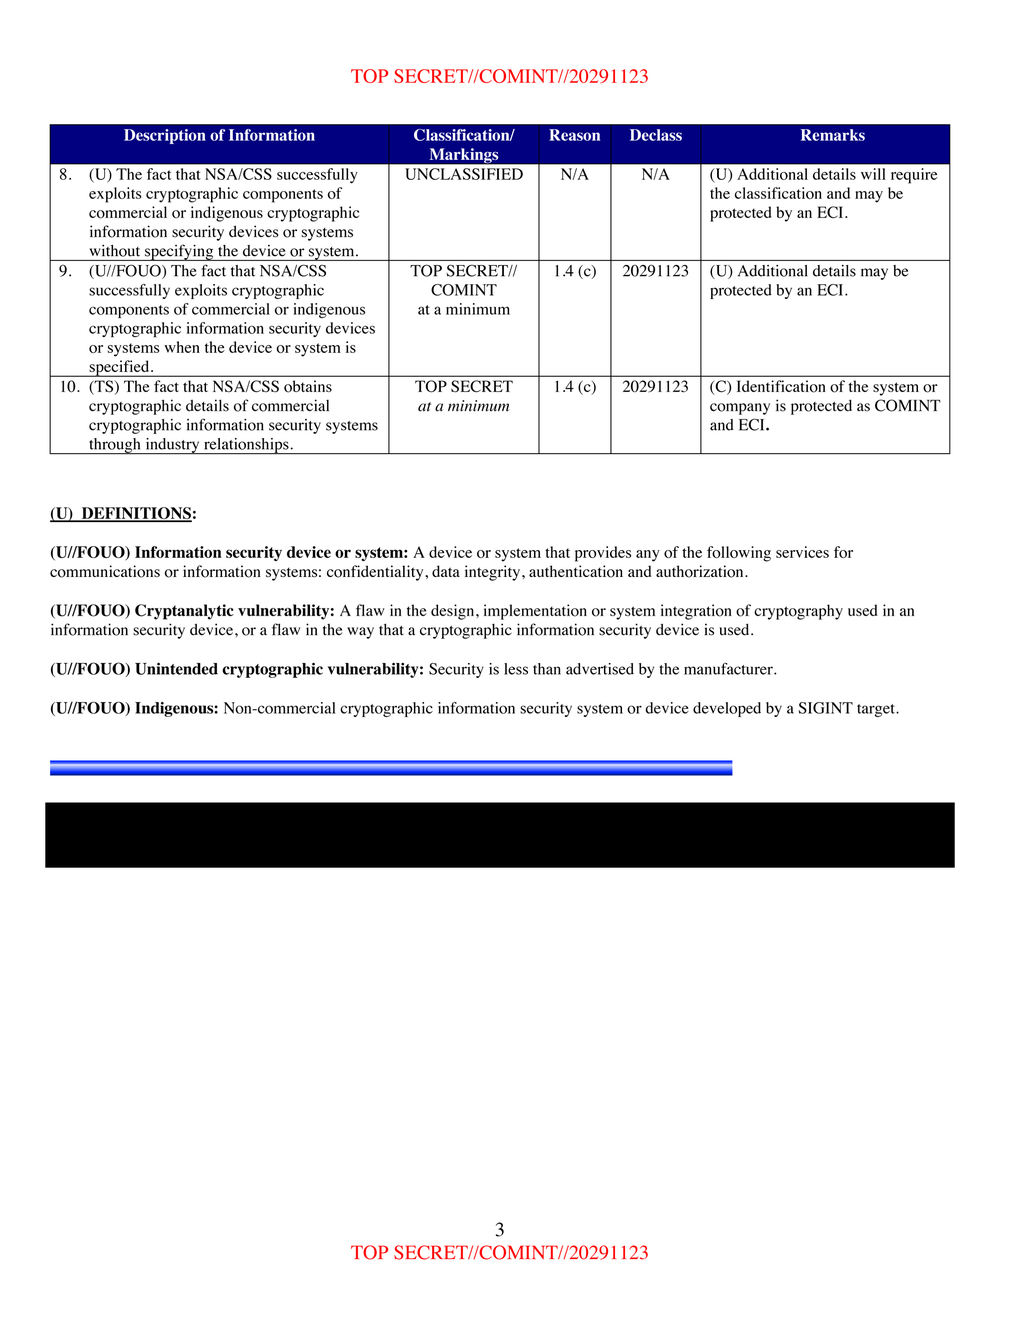 TOP SECRET//COMINT//20291123
Description of Information
Classification/
Markings
Reason
Declass
Remarks
8. (U) The fact that NSA/CSS successfully
exploits cryptographic components of
commercial or indigenous cryptographic
information security devices or systems
without specifying the device or system.
UNCLASSIFIED
N/A
N/A
(U) Additional details will require
the classification and may be
protected by an ECI.
9. (U//FOUO) The fact that NSA/CSS
successfully exploits cryptographic
components of commercial or indigenous
cryptographic information security devices
or systems when the device or system is
specified.
TOP SECRET//
COMINT
at a minimum
1.4 (c)
20291123
(U) Additional details may be
protected by an ECI.
10. (TS) The fact that NSA/CSS obtains
cryptographic details of commercial
cryptographic information security systems
through industry relationships.
TOP SECRET
at a minimum
1.4 (c)
20291123
(C) Identification of the system or
company is protected as COMINT
and ECI.
(U) DEFINITIONS:
(U//FOUO) Information security device or system: A device or system that provides any of the following services for
communications or information systems: confidentiality, data integrity, authentication and authorization.
(U//FOUO) Cryptanalytic vulnerability: A flaw in the design, implementation or system integration of cryptography used in an
information security device, or a flaw in the way that a cryptographic information security device is used.
(U//FOUO) Unintended cryptographic vulnerability: Security is less than advertised by the manufacturer.
(U//FOUO) Indigenous: Non-commercial cryptographic information security system or device developed by a SIGINT target.
3
TOP SECRET//COMINT//20291123